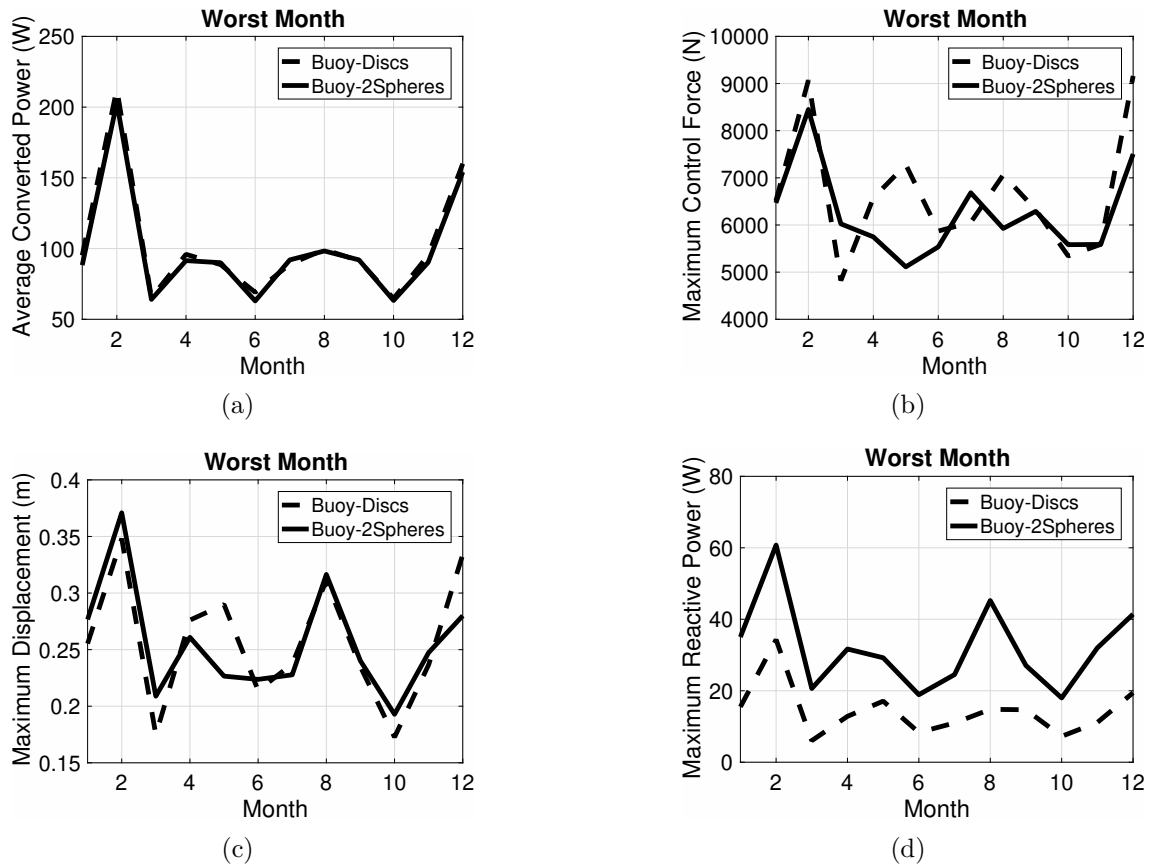 Worst Month
Average Converted Power (W)
250
200
150
100
50
Buoy-Discs
Buoy-2Spheres
2 4 6 8 10 12
Month
(a)
Worst Month
Maximum Control Force (N)
10000
9000
8000
7000
6000
5000
4000
Buoy-Discs
Buoy-2Spheres
2 4 6 8 10 12
Month
(b)
Worst Month
Maximum Displacement (m)
0.4
0.35
0.3
0.25
0.2
0.15
Buoy-Discs
Buoy-2Spheres
2 4 6 8 10 12
Month
(c)
Worst Month
Maximum Reactive Power (W)
80
60
40
20
0
Buoy-Discs
Buoy-2Spheres
2 4 6 8 10 12
Month
(d)